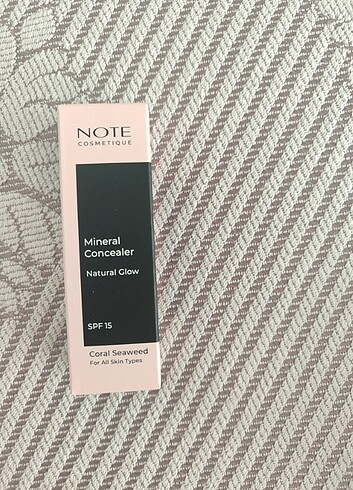 NOTE
COSMETIQUE
Mineral
Concealer
Natural Glow
SPF 15
Coral Seaweed
For All Skin Types